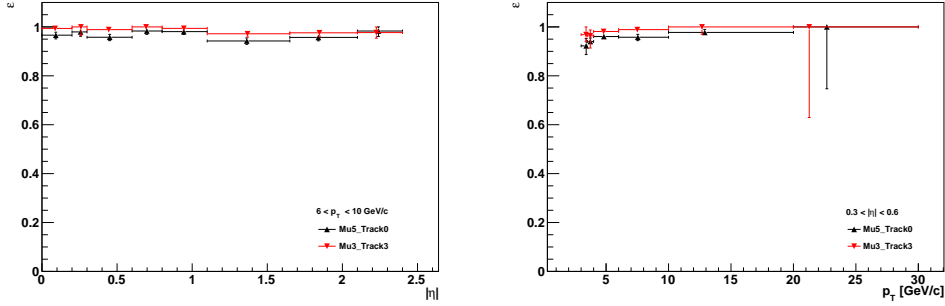 ε
1
0.8
0.6
0.4
0.2
0
0 0.5 1 1.5 2 2.5
|η|
6 < p_T < 10 GeV/c
Mu5_Track0
Mu3_Track3
ε
1
0.8
0.6
0.4
0.2
0
5 10 15 20 25 30
p_T [GeV/c]
0.3 < |η| < 0.6
Mu5_Track0
Mu3_Track3